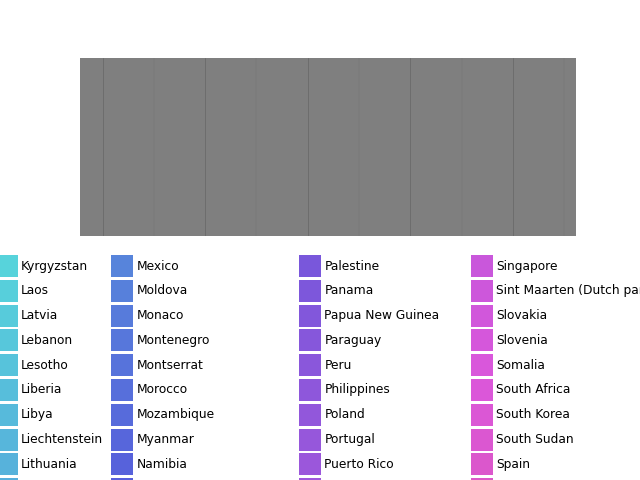 Kyrgyzstan
Laos
Latvia
Lebanon
Lesotho
Liberia
Libya
Liechtenstein
Lithuania
Mexico
Moldova
Monaco
Montenegro
Montserrat
Morocco
Mozambique
Myanmar
Namibia
Palestine
Panama
Papua New Guinea
Paraguay
Peru
Philippines
Poland
Portugal
Puerto Rico
Singapore
Sint Maarten (Dutch pa
Slovakia
Slovenia
Somalia
South Africa
South Korea
South Sudan
Spain